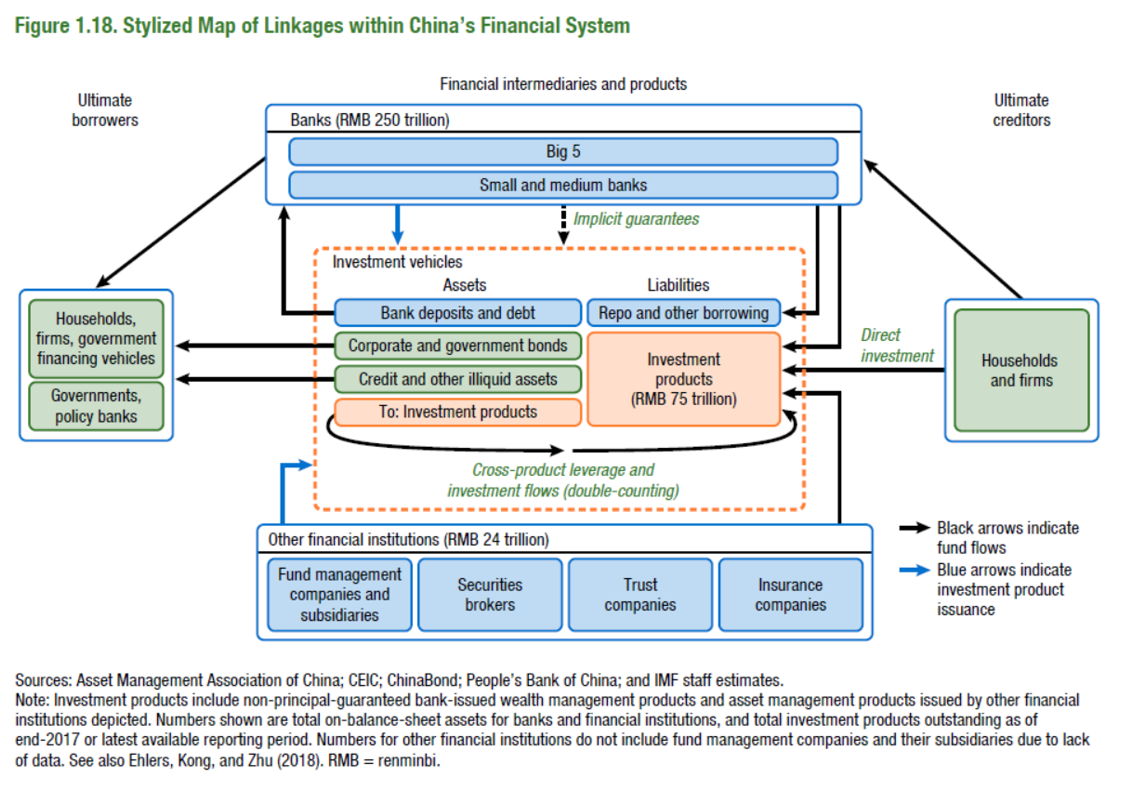 Figure 1.18. Stylized Map of Linkages within China's Financial System
Financial intermediaries and products
Ultimate
borrowers
Ultimate
creditors
Banks (RMB 250 trillion)
Big 5
Small and medium banks
Implicit guarantees
Investment vehicles
Assets
Liabilities
Bank deposits and debt
Repo and other borrowing
Corporate and government bonds
Credit and other illiquid assets
To: Investment products
Investment
products
(RMB 75 trillion)
Direct
investment
Households,
firms, government
financing vehicles
Governments,
policy banks
Households
and firms
Cross-product leverage and
investment flows (double-counting)
Other financial institutions (RMB 24 trillion)
Fund management
companies and
subsidiaries
Securities
brokers
Trust
companies
Insurance
companies
Black arrows indicate
fund flows
Blue arrows indicate
investment product
issuance
Sources: Asset Management Association of China; CEIC; ChinaBond; People's Bank of China; and IMF staff estimates.
Note: Investment products include non-principal-guaranteed bank-issued wealth management products and asset management products issued by other financial
institutions depicted. Numbers shown are total on-balance-sheet assets for banks and financial institutions, and total investment products outstanding as of
end-2017 or latest available reporting period. Numbers for other financial institutions do not include fund management companies and their subsidiaries due to lack
of data. See also Ehlers, Kong, and Zhu (2018). RMB = renminbi.